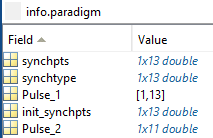 info.paradigm
Field Value
synchpts 1x13 double
synchtype 1x13 double
Pulse_1 [1,13]
init_synchpts 1x13 double
Pulse_2 1x11 double